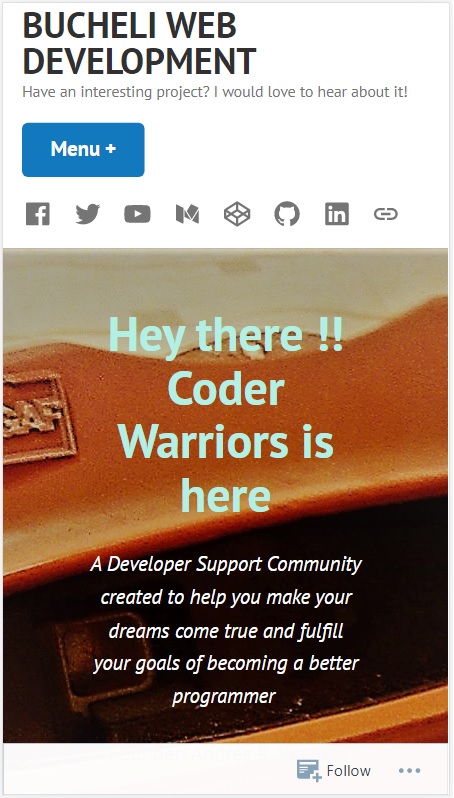 BUCHELI WEB
DEVELOPMENT
Have an interesting project? I would love to hear about it!
Menu +
Hey there !!
Coder
Warriors is
here
A Developer Support Community
created to help you make your
dreams come true and fulfill
your goals of becoming a better
programmer
Follow